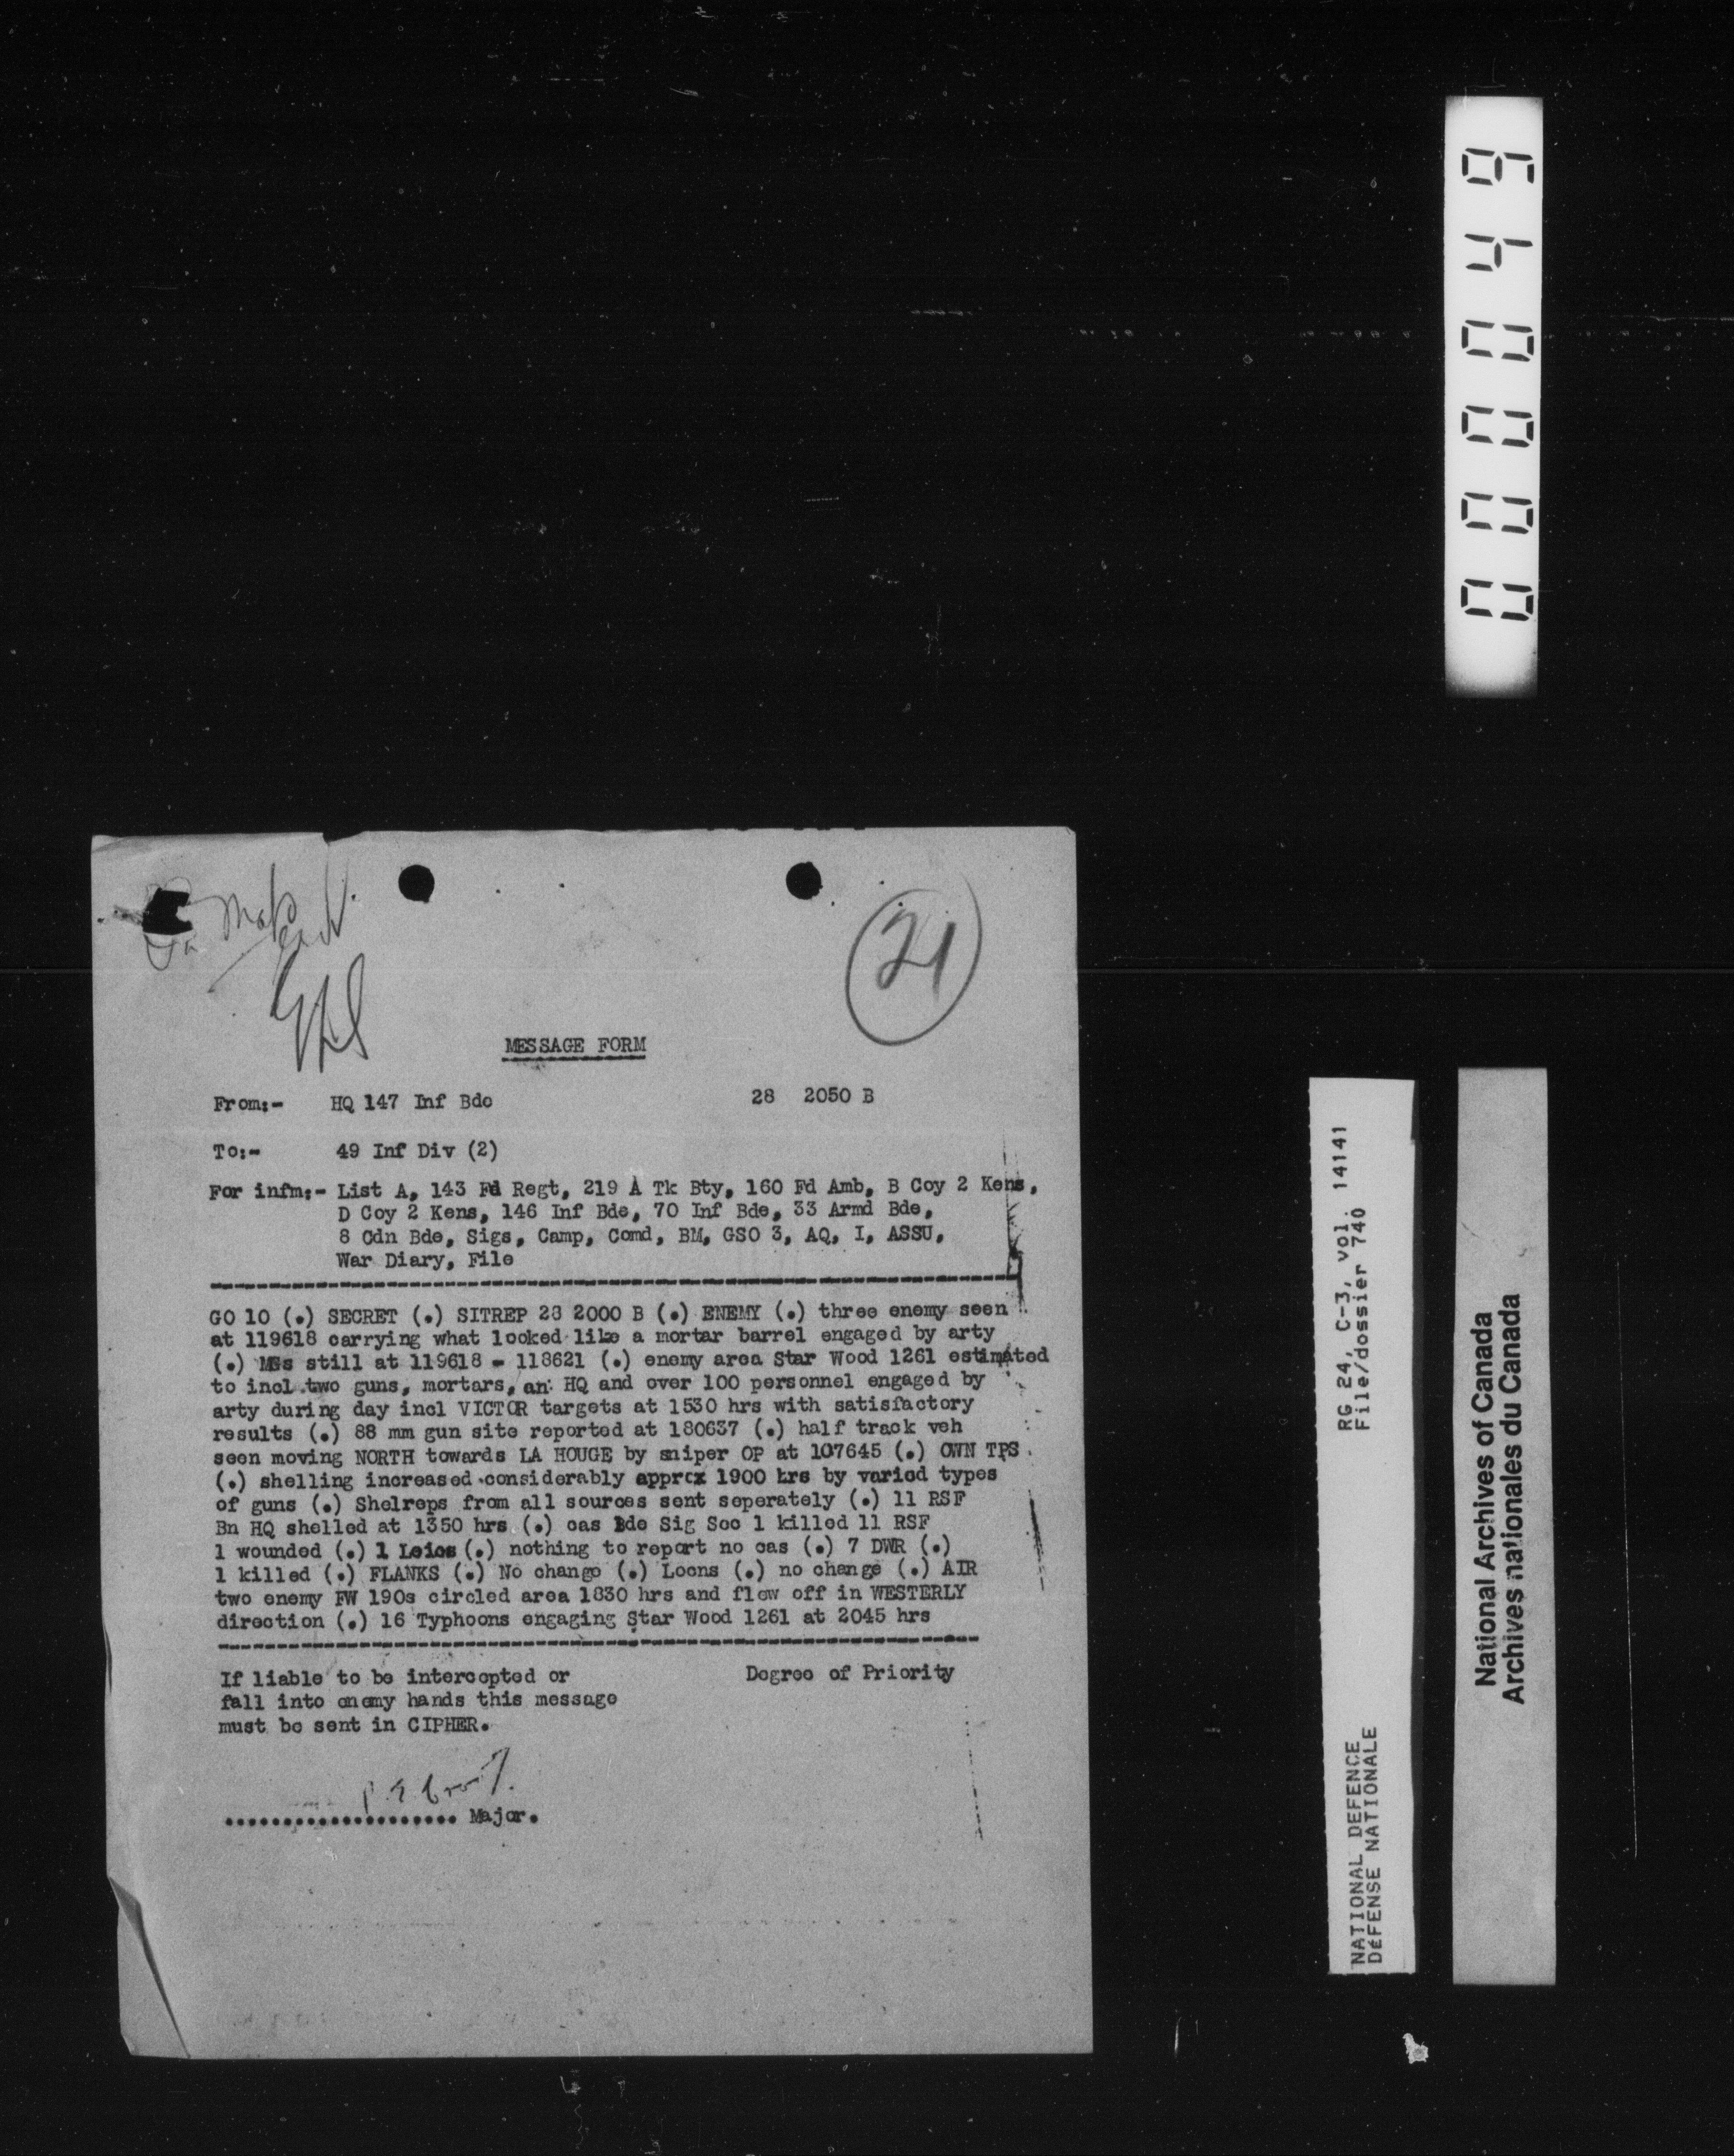 21
MESSAGE FORM
From:- HQ 147 Inf Bde 28 2050 B
To:- 49 Inf Div (2)
For infm:- List A, 143 Fd Regt, 219 A Tk Bty, 160 Fd Amb, B Coy 2 Kens,
D Coy 2 Kens, 146 Inf Bde, 70 Inf Bde, 33 Armd Bde,
8 Cdn Bde, Sigs, Camp, Comd, BM, GSO 3, AQ, I, ASSU,
War Diary, File
GO 10 (.) SECRET (.) SITREP 28 2000 B (.) ENEMY (.) three enemy seen
at 119618 carrying what looked like a mortar barrel engaged by arty
(.) MGs still at 119618 - 118621 (.) enemy area Star Wood 1261 estimated
to incl two guns, mortars, an HQ and over 100 personnel engaged by
arty during day incl VICTOR targets at 1530 hrs with satisfactory
results (.) 88 mm gun site reported at 180637 (.) half track veh
seen moving NORTH towards LA HOUGE by sniper OP at 107645 (.) OWN TPS
(.) shelling increased considerably approx 1900 hrs by varied types
of guns (.) Shelreps from all sources sent seperately (.) 11 RSF
Bn HQ shelled at 1350 hrs (.) cas Bde Sig Sec 1 killed 11 RSF
1 wounded (.) 1 Leics (.) nothing to report no cas (.) 7 DWR (.)
1 killed (.) FLANKS (.) No change (.) Locns (.) no change (.) AIR
two enemy FW 190s circled area 1830 hrs and flew off in WESTERLY
direction (.) 16 Typhoons engaging Star Wood 1261 at 2045 hrs
If liable to be intercepted or Degree of Priority
fall into enemy hands this message
must be sent in CIPHER.
.................... Major.
000049
RG 24, C-3, vol. 14141
File/dossier 740
NATIONAL DEFENCE
DÉFENSE NATIONALE
National Archives of Canada
Archives nationales du Canada